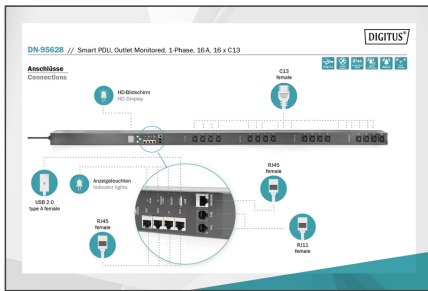 DIGITUS®
DN-95628 // Smart PDU, Outlet Monitored, 1-Phase, 16A, 16 x C13
Anschlüsse
Connections
C13
female
HD-Bildschirm
HD Display
USB 2.0
type A female
Anzeigeleuchten
Indicator lights
RJ45
female
RJ45
female
RJ11
female